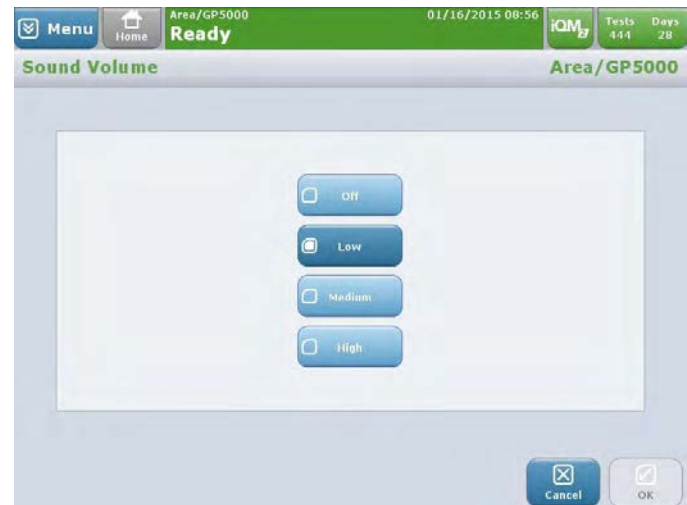 Menu
Home
Area/GP5000
Ready
01/16/2015 08:56
iQM2
Tests Days
444 28
Sound Volume
Area/GP5000
Off
Low
Medium
High
Cancel
OK